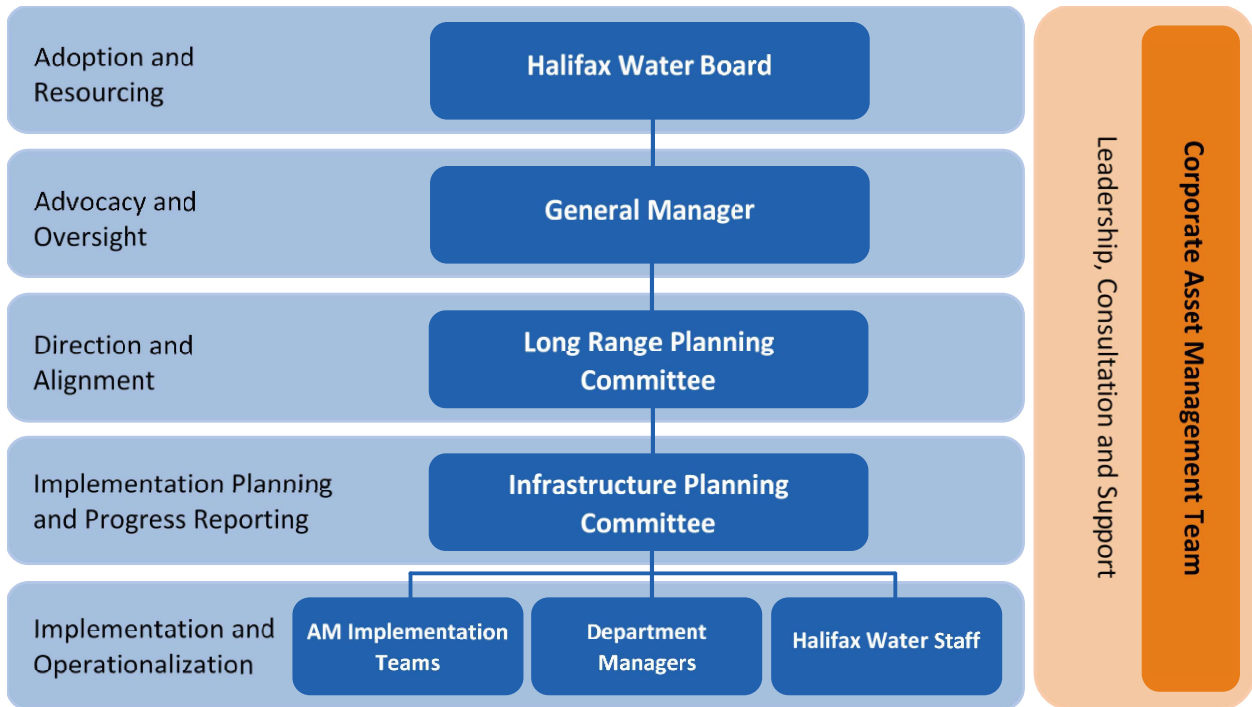 Adoption and
Resourcing
Halifax Water Board
Advocacy and
Oversight
General Manager
Direction and
Alignment
Long Range Planning
Committee
Implementation Planning
and Progress Reporting
Infrastructure Planning
Committee
Implementation and
Operationalization
AM Implementation
Teams
Department
Managers
Halifax Water Staff
Leadership, Consultation and Support
Corporate Asset Management Team